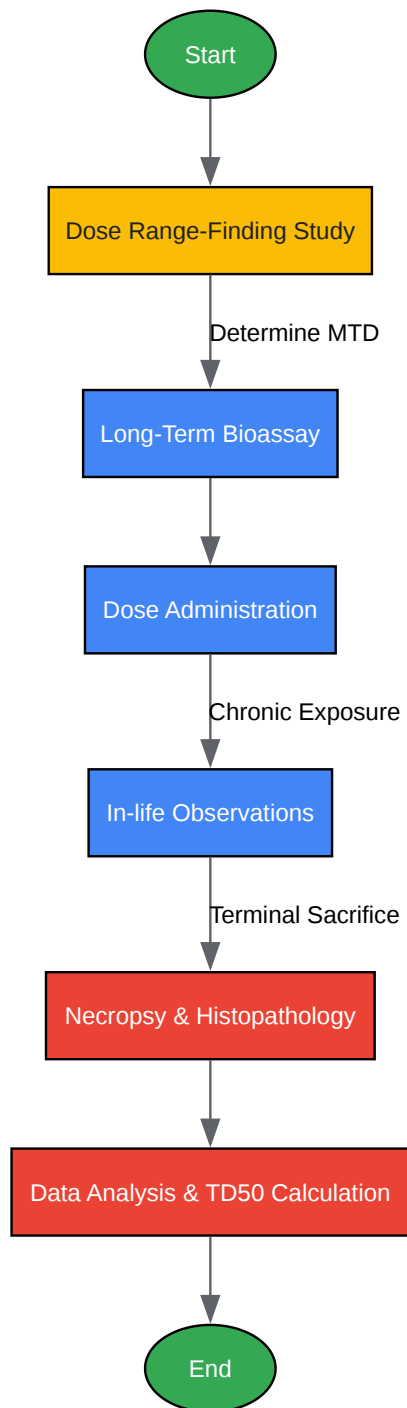 Start
Dose Range-Finding Study
Determine MTD
Long-Term Bioassay
Dose Administration
Chronic Exposure
In-life Observations
Terminal Sacrifice
Necropsy & Histopathology
Data Analysis & TD50 Calculation
End